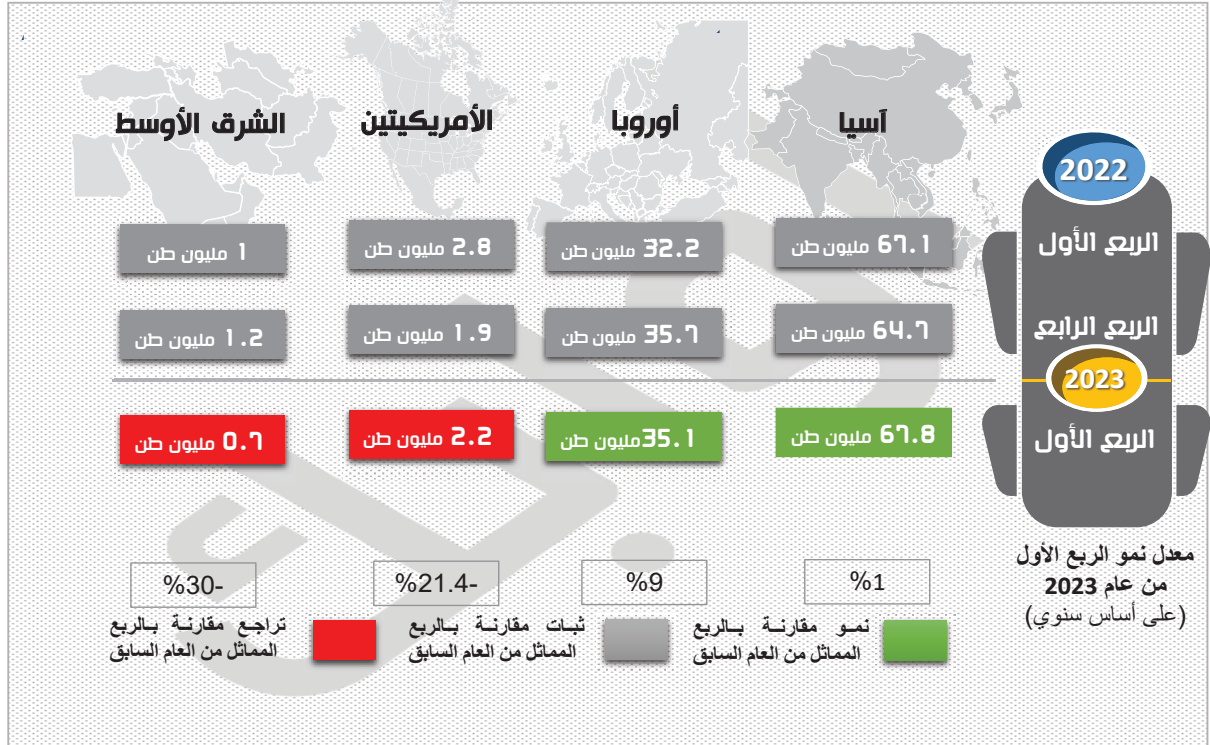 آسيا أوروبا الأمريكيتين الشرق الأوسط
2022
الربع الأول 67.1 مليون طن 32.2 مليون طن 2.8 مليون طن 1 مليون طن
الربع الرابع 64.7 مليون طن 35.7 مليون طن 1.9 مليون طن 1.2 مليون طن
2023
الربع الأول 67.8 مليون طن 35.1مليون طن 2.2 مليون طن 0.7 مليون طن
معدل نمو الربع الأول
من عام 2023
(على أساس سنوي)
%1 %9 %21.4- %30-
نمو مقارنة بالربع
المماثل من العام السابق
ثبات مقارنة بالربع
المماثل من العام السابق
تراجع مقارنة بالربع
المماثل من العام السابق